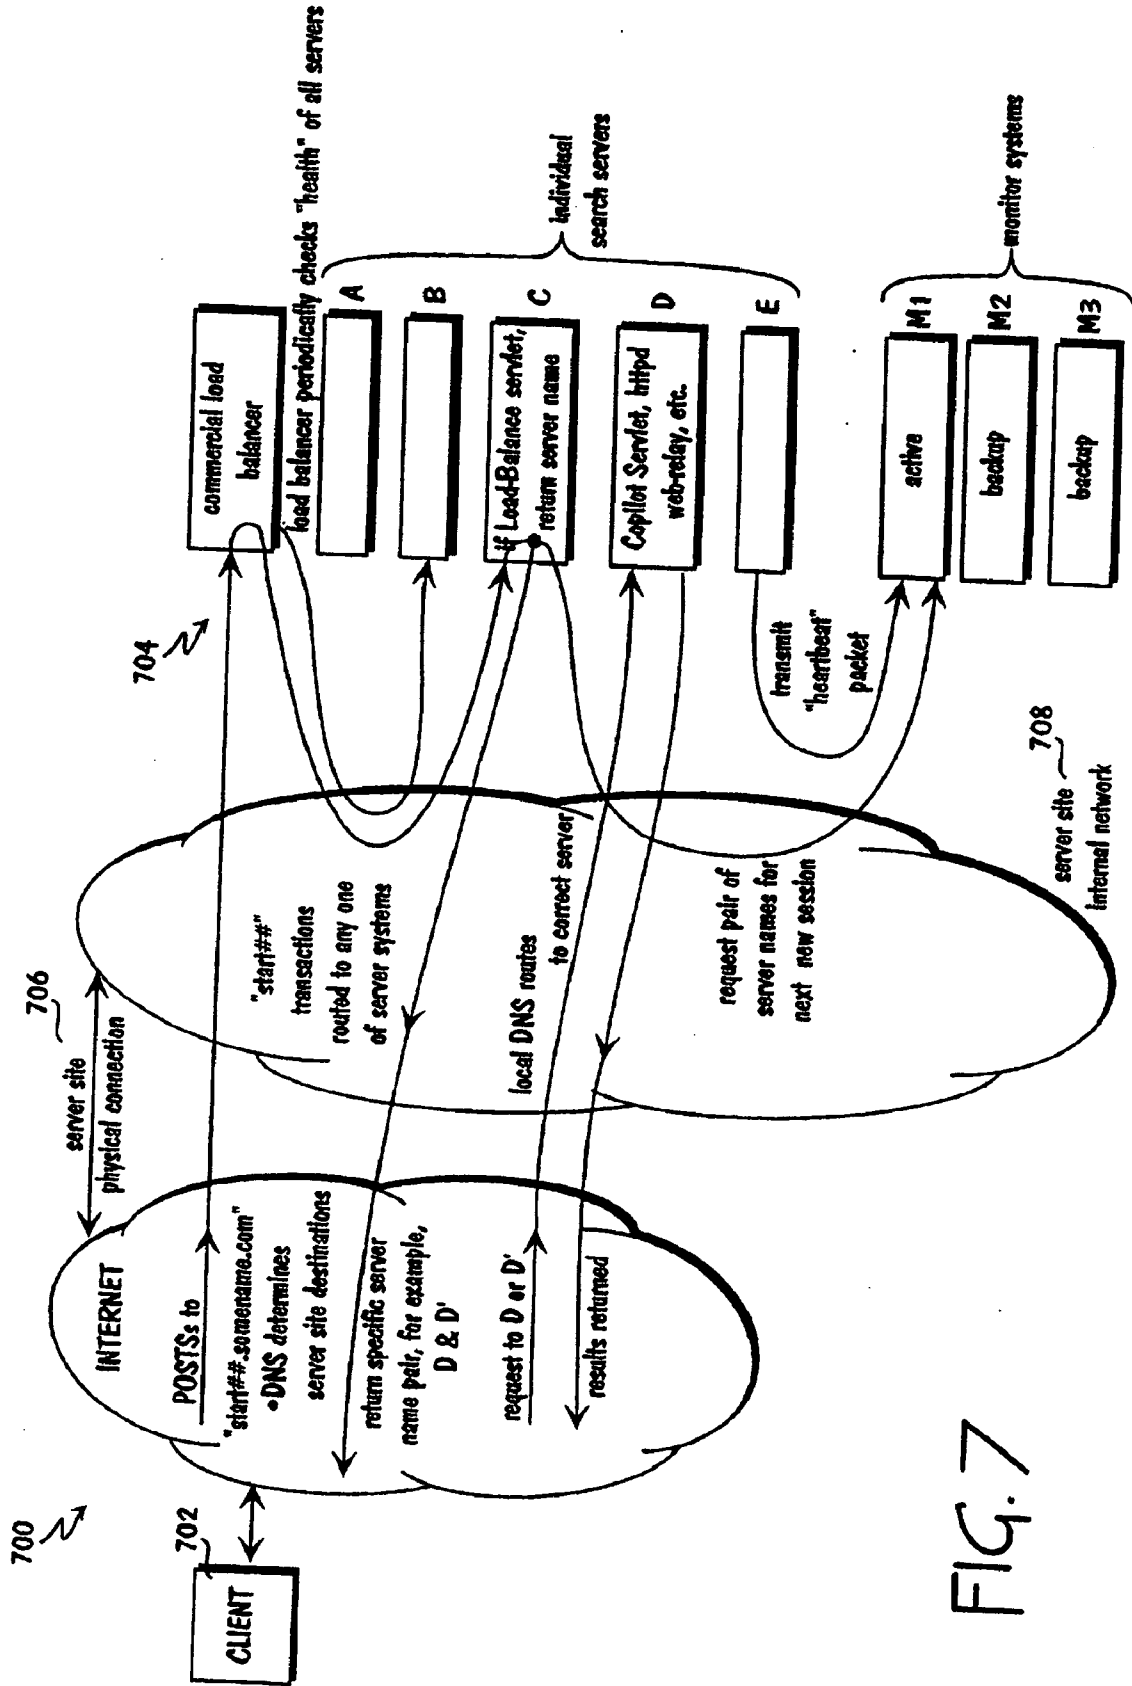 700
CLIENT
702
INTERNET
POSTSs to
"start##.somename.com"
•DNS determines
server site destinations
return specific server
name pair, for example,
D & D'
request to D or D'
results returned
706
server site
physical connection
"start##"
transactions
routed to any one
of server systems
local DNS routes
to correct server
request pair of
server names for
next new session
server site
internal network
708
704
commercial load
balancer
load balancer periodically checks "health" of all servers
A
B
C
if Load-Balance servlet,
return server name
D
Copilot Servlet, httpd
web-relay, etc.
E
individual
search servers
transmit
"heartbeat"
packet
M1
active
M2
backup
M3
backup
monitor systems
FIG. 7